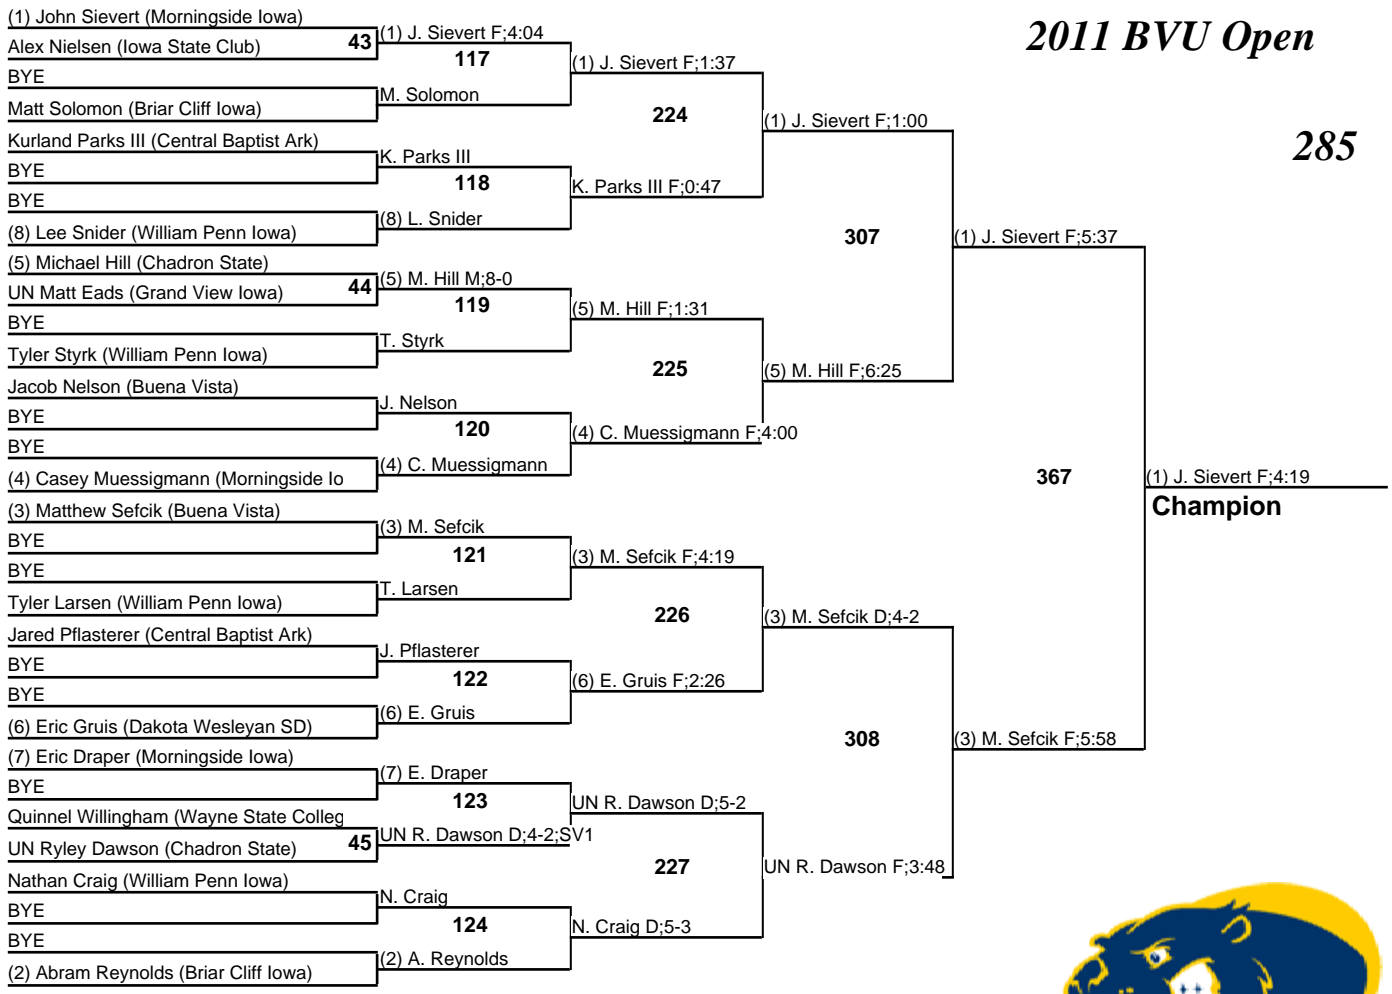 2011 BVU Open
285
(1) John Sievert (Morningside Iowa)
Alex Nielsen (Iowa State Club)
BYE
Matt Solomon (Briar Cliff Iowa)
Kurland Parks III (Central Baptist Ark)
BYE
BYE
(8) Lee Snider (William Penn Iowa)
(5) Michael Hill (Chadron State)
UN Matt Eads (Grand View Iowa)
BYE
Tyler Styrk (William Penn Iowa)
Jacob Nelson (Buena Vista)
BYE
BYE
(4) Casey Muessigmann (Morningside Io
(3) Matthew Sefcik (Buena Vista)
BYE
BYE
Tyler Larsen (William Penn Iowa)
Jared Pflasterer (Central Baptist Ark)
BYE
BYE
(6) Eric Gruis (Dakota Wesleyan SD)
(7) Eric Draper (Morningside Iowa)
BYE
Quinnel Willingham (Wayne State Colleg
UN Ryley Dawson (Chadron State)
Nathan Craig (William Penn Iowa)
BYE
BYE
(2) Abram Reynolds (Briar Cliff Iowa)
43
44
45
(1) J. Sievert F;4:04
117
M. Solomon
K. Parks III
118
(8) L. Snider
(5) M. Hill M;8-0
119
T. Styrk
J. Nelson
120
(4) C. Muessigmann
(3) M. Sefcik
121
T. Larsen
J. Pflasterer
122
(6) E. Gruis
(7) E. Draper
123
UN R. Dawson D;4-2;SV1
N. Craig
124
(2) A. Reynolds
(1) J. Sievert F;1:37
224
K. Parks III F;0:47
(5) M. Hill F;1:31
225
(4) C. Muessigmann F;4:00
(3) M. Sefcik F;4:19
226
(6) E. Gruis F;2:26
UN R. Dawson D;5-2
227
N. Craig D;5-3
(1) J. Sievert F;1:00
307
(5) M. Hill F;6:25
(3) M. Sefcik D;4-2
308
UN R. Dawson F;3:48
(1) J. Sievert F;5:37
367
(3) M. Sefcik F;5:58
(1) J. Sievert F;4:19
Champion